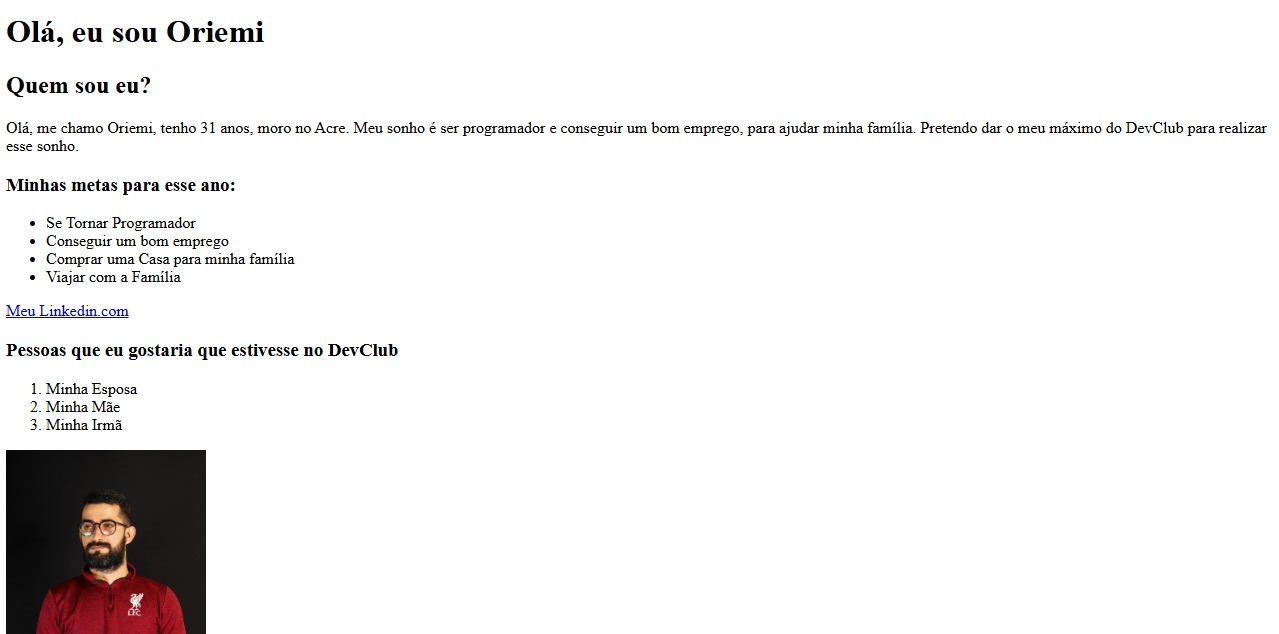 Olá, eu sou Oriemi
Quem sou eu?
Olá, me chamo Oriemi, tenho 31 anos, moro no Acre. Meu sonho é ser programador e conseguir um bom emprego, para ajudar minha família. Pretendo dar o meu máximo do DevClub para realizar
esse sonho.
Minhas metas para esse ano:
• Se Tornar Programador
• Conseguir um bom emprego
• Comprar uma Casa para minha família
• Viajar com a Família
Meu Linkedin.com
Pessoas que eu gostaria que estivesse no DevClub
1. Minha Esposa
2. Minha Mãe
3. Minha Irmã
LFC